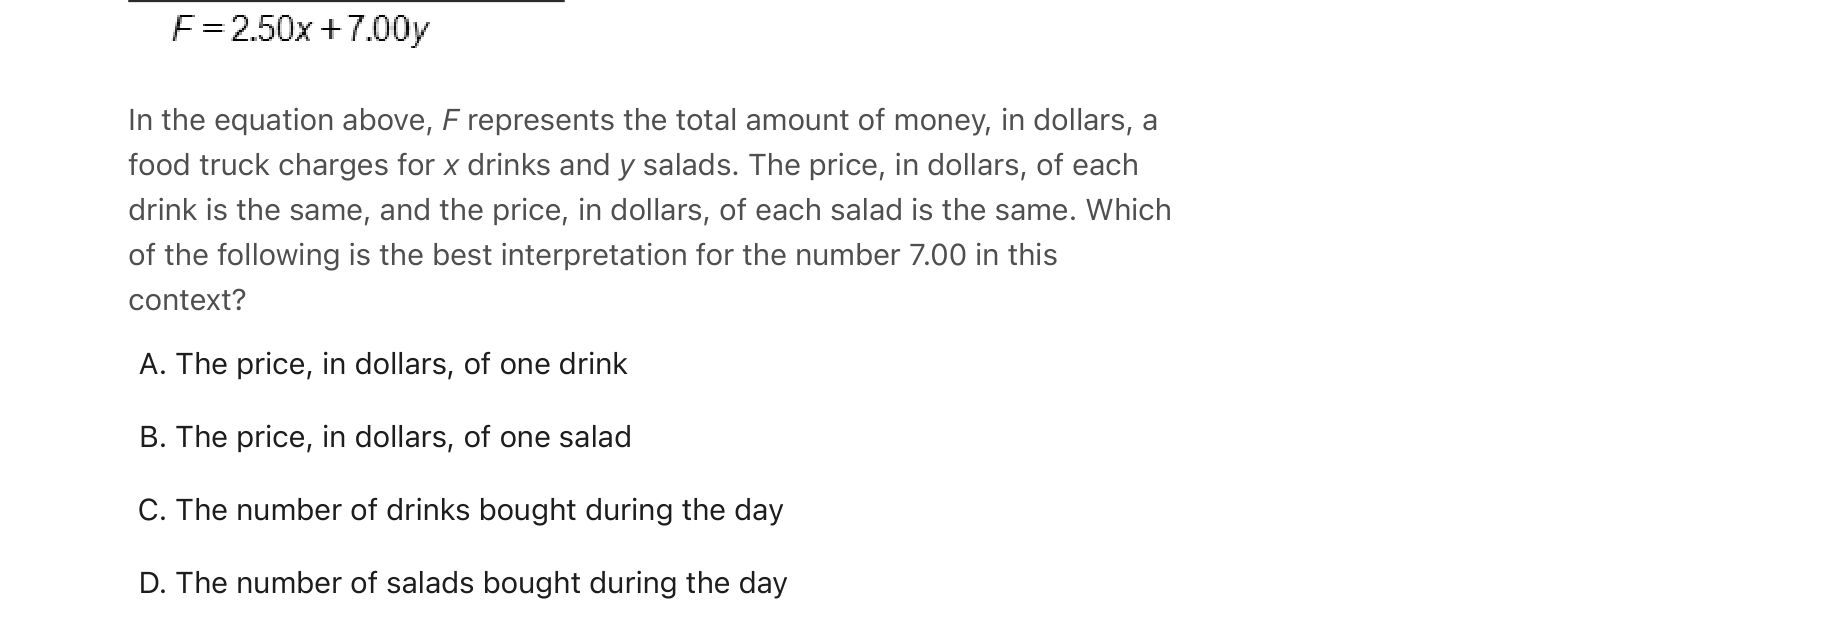 F = 2.50x + 7.00y
In the equation above, F represents the total amount of money, in dollars, a
food truck charges for x drinks and y salads. The price, in dollars, of each
drink is the same, and the price, in dollars, of each salad is the same. Which
of the following is the best interpretation for the number 7.00 in this
context?
A. The price, in dollars, of one drink
B. The price, in dollars, of one salad
C. The number of drinks bought during the day
D. The number of salads bought during the day